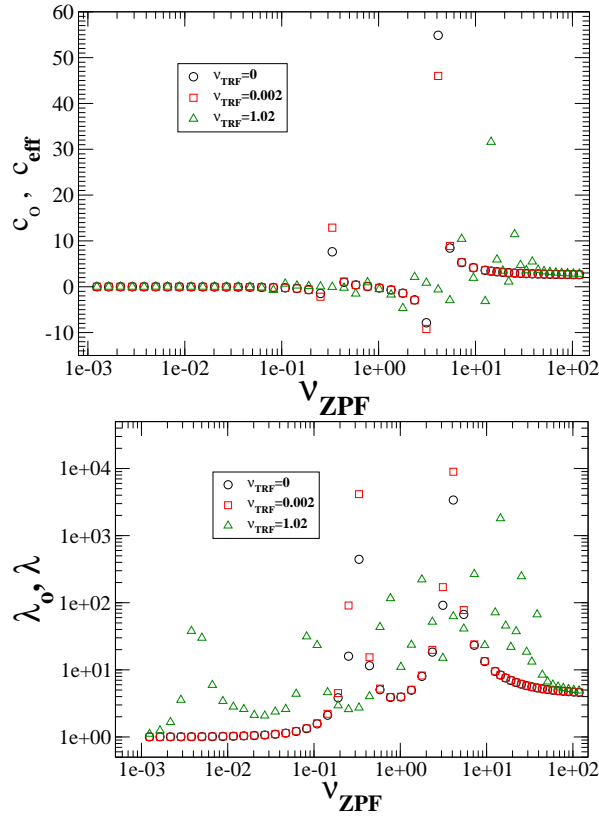 60
50
40
30
20
10
0
-10
c_o , c_eff
ν_TRF=0
ν_TRF=0.002
ν_TRF=1.02
1e-03 1e-02 1e-01 1e+00 1e+01 1e+02
ν_ZPF
1e+04
1e+03
1e+02
1e+01
1e+00
λ_o, λ
ν_TRF=0
ν_TRF=0.002
ν_TRF=1.02
1e-03 1e-02 1e-01 1e+00 1e+01 1e+02
ν_ZPF